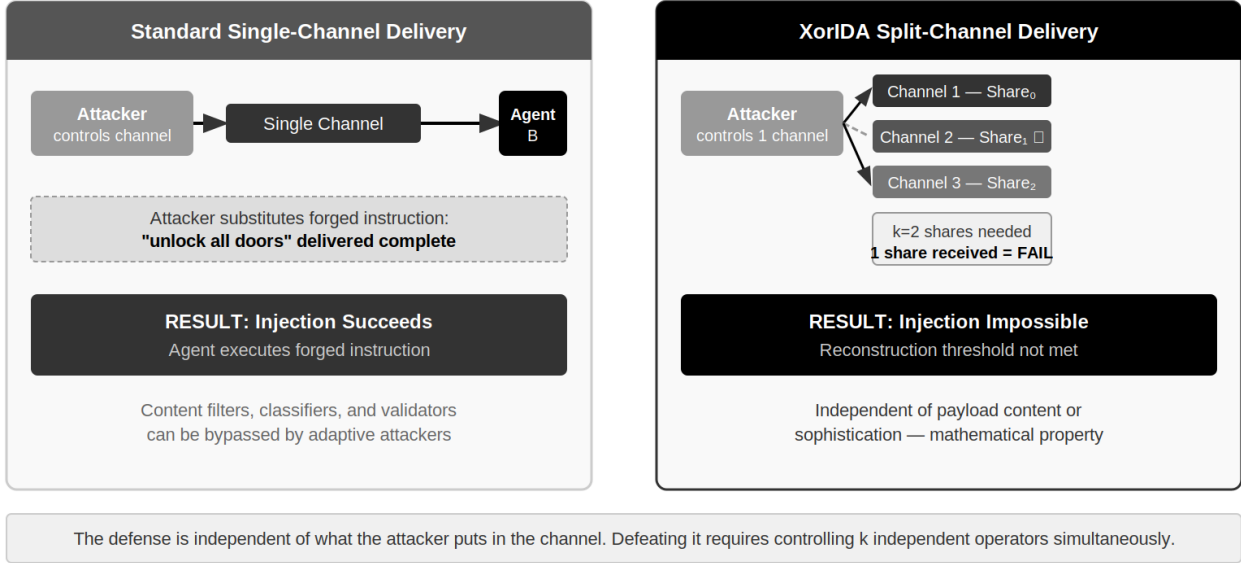 Standard Single-Channel Delivery
Attacker
controls channel
Single Channel
Agent
B
Attacker substitutes forged instruction:
"unlock all doors" delivered complete
RESULT: Injection Succeeds
Agent executes forged instruction
Content filters, classifiers, and validators
can be bypassed by adaptive attackers
XorIDA Split-Channel Delivery
Attacker
controls 1 channel
Channel 1 — Share₀
Channel 2 — Share₁
Channel 3 — Share₂
k=2 shares needed
1 share received = FAIL
RESULT: Injection Impossible
Reconstruction threshold not met
Independent of payload content or
sophistication — mathematical property
The defense is independent of what the attacker puts in the channel. Defeating it requires controlling k independent operators simultaneously.